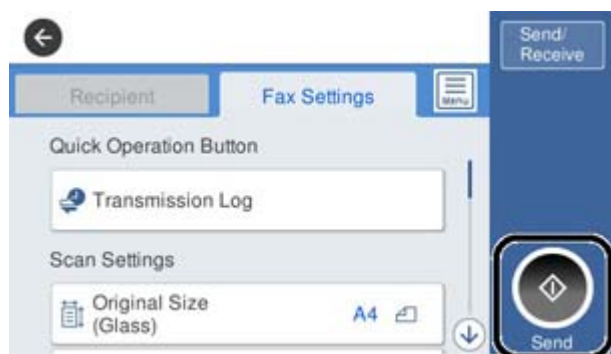 Send/
Receive
Recipient
Fax Settings
Menu
Quick Operation Button
Transmission Log
Scan Settings
Original Size
(Glass)
A4
Send